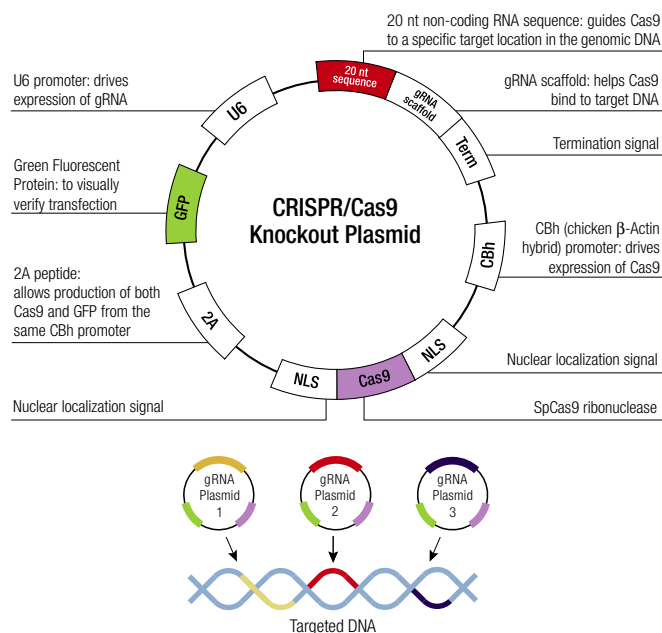 20 nt non-coding RNA sequence: guides Cas9
to a specific target location in the genomic DNA
U6 promoter: drives
expression of gRNA
gRNA scaffold: helps Cas9
bind to target DNA
Termination signal
Green Fluorescent
Protein: to visually
verify transfection
CBh (chicken β-Actin
hybrid) promoter: drives
expression of Cas9
2A peptide:
allows production of both
Cas9 and GFP from the
same CBh promoter
Nuclear localization signal
Nuclear localization signal
SpCas9 ribonuclease
20 nt
sequence
gRNA
scaffold
Term
CBh
NLS
Cas9
NLS
2A
GFP
U6
CRISPR/Cas9
Knockout Plasmid
gRNA
Plasmid
1
gRNA
Plasmid
2
gRNA
Plasmid
3
Targeted DNA